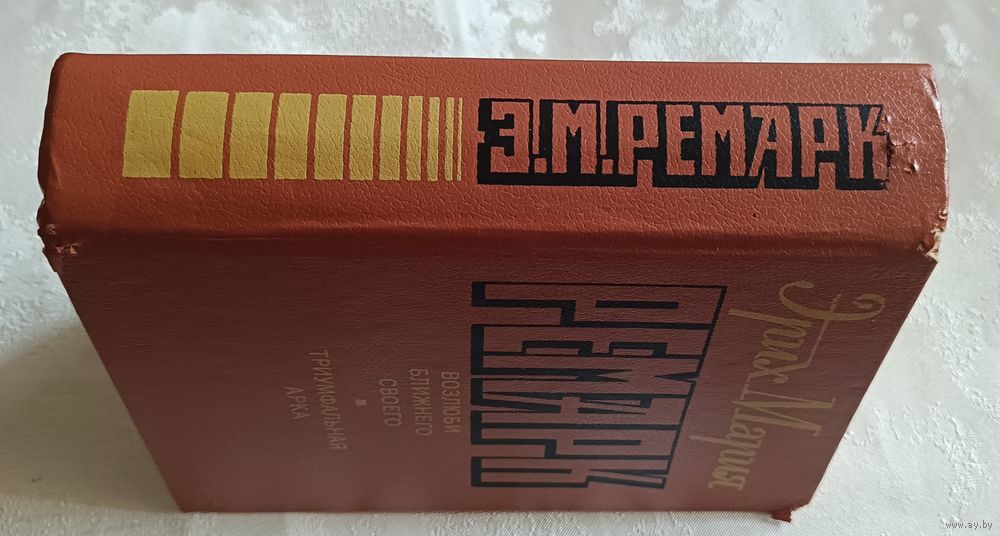 Э.М.РЕМАРК
Эрих Мария
РЕМАРК
ВОЗЛЮБИ
БЛИЖНЕГО
СВОЕГО
ТРИУМФАЛЬНАЯ
АРКА
www.ay.by